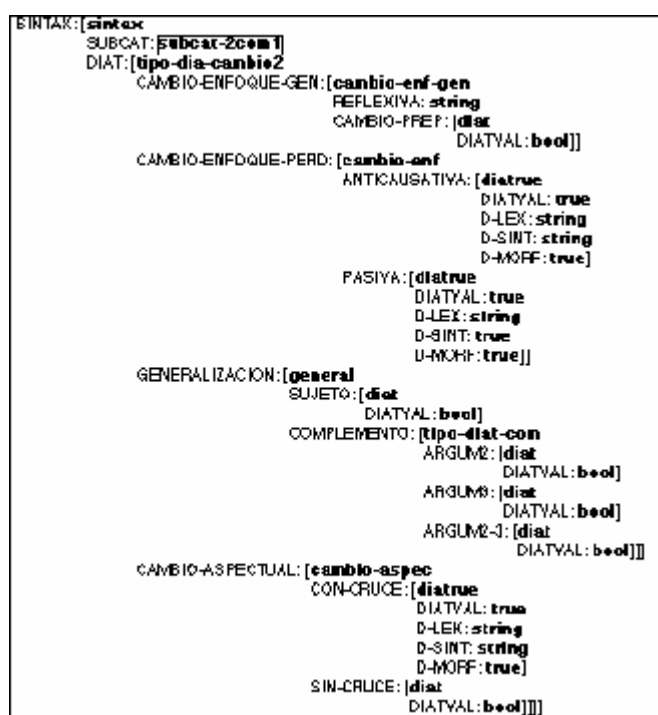 SINTAX:[sintax
SUBCAT:subcat-2com1]
DIAT:[tipo-dia-cambio2
CAMBIO-ENFOQUE-GEN:[cambio-enf-gen
REFLEXIVA:string
CAMBIO-PREP:[diat
DIATVAL:bool]]
CAMBIO-ENFOQUE-PERD:[cambio-enf
ANTICAUSATIVA:[diatrue
DIATVAL:true
D-LEX:string
D-SINT:string
D-MORF:true]
PASIVA:[diatrue
DIATVAL:true
D-LEX:string
D-SINT:true
D-MORF:true]]
GENERALIZACION:[general
SUJETO:[diat
DIATVAL:bool]
COMPLEMENTO:[tipo-diat-com
ARGUM2:[diat
DIATVAL:bool]
ARGUM3:[diat
DIATVAL:bool]
ARGUM2-3:[diat
DIATVAL:bool]]]
CAMBIO-ASPECTUAL:[cambio-aspec
CON-CRUCE:[diatrue
DIATVAL:true
D-LEX:string
D-SINT:string
D-MORF:true]
SIN-CRUCE:[diat
DIATVAL:bool]]]]